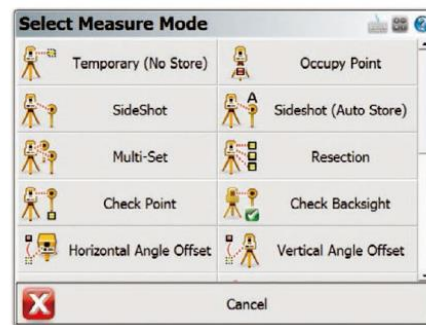 Select Measure Mode
Temporary (No Store)
Occupy Point
SideShot
Sideshot (Auto Store)
A
Multi-Set
Resection
Check Point
Check Backsight
Horizontal Angle Offset
Vertical Angle Offset
Cancel